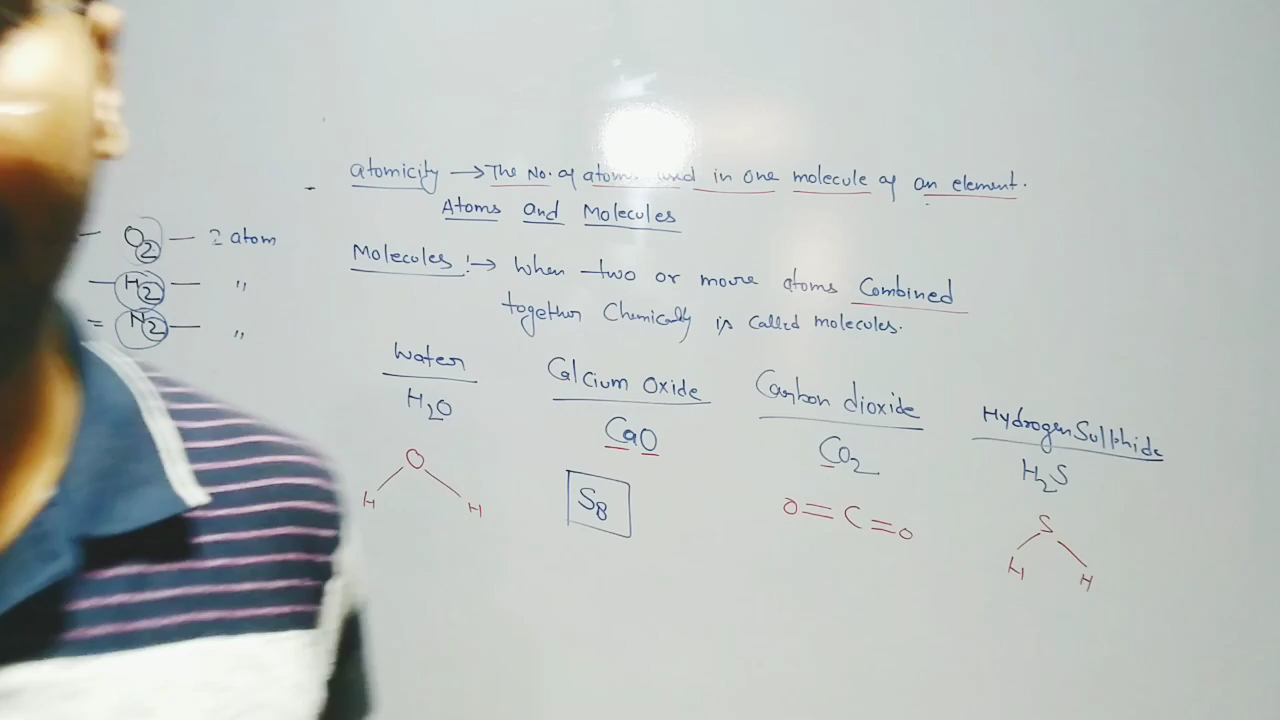 atomicity → The No. of atoms used in one molecule of an element.
Atoms and Molecules
O2 — 2 atom
H2 — "
= N2 — "
Molecules :→ When two or more atoms Combined
together Chemically is called molecules.
Water
H2O
O
H H
Calcium Oxide
CaO
S8
Carbon dioxide
CO2
O=C=O
Hydrogen Sulphide
H2S
S
H H